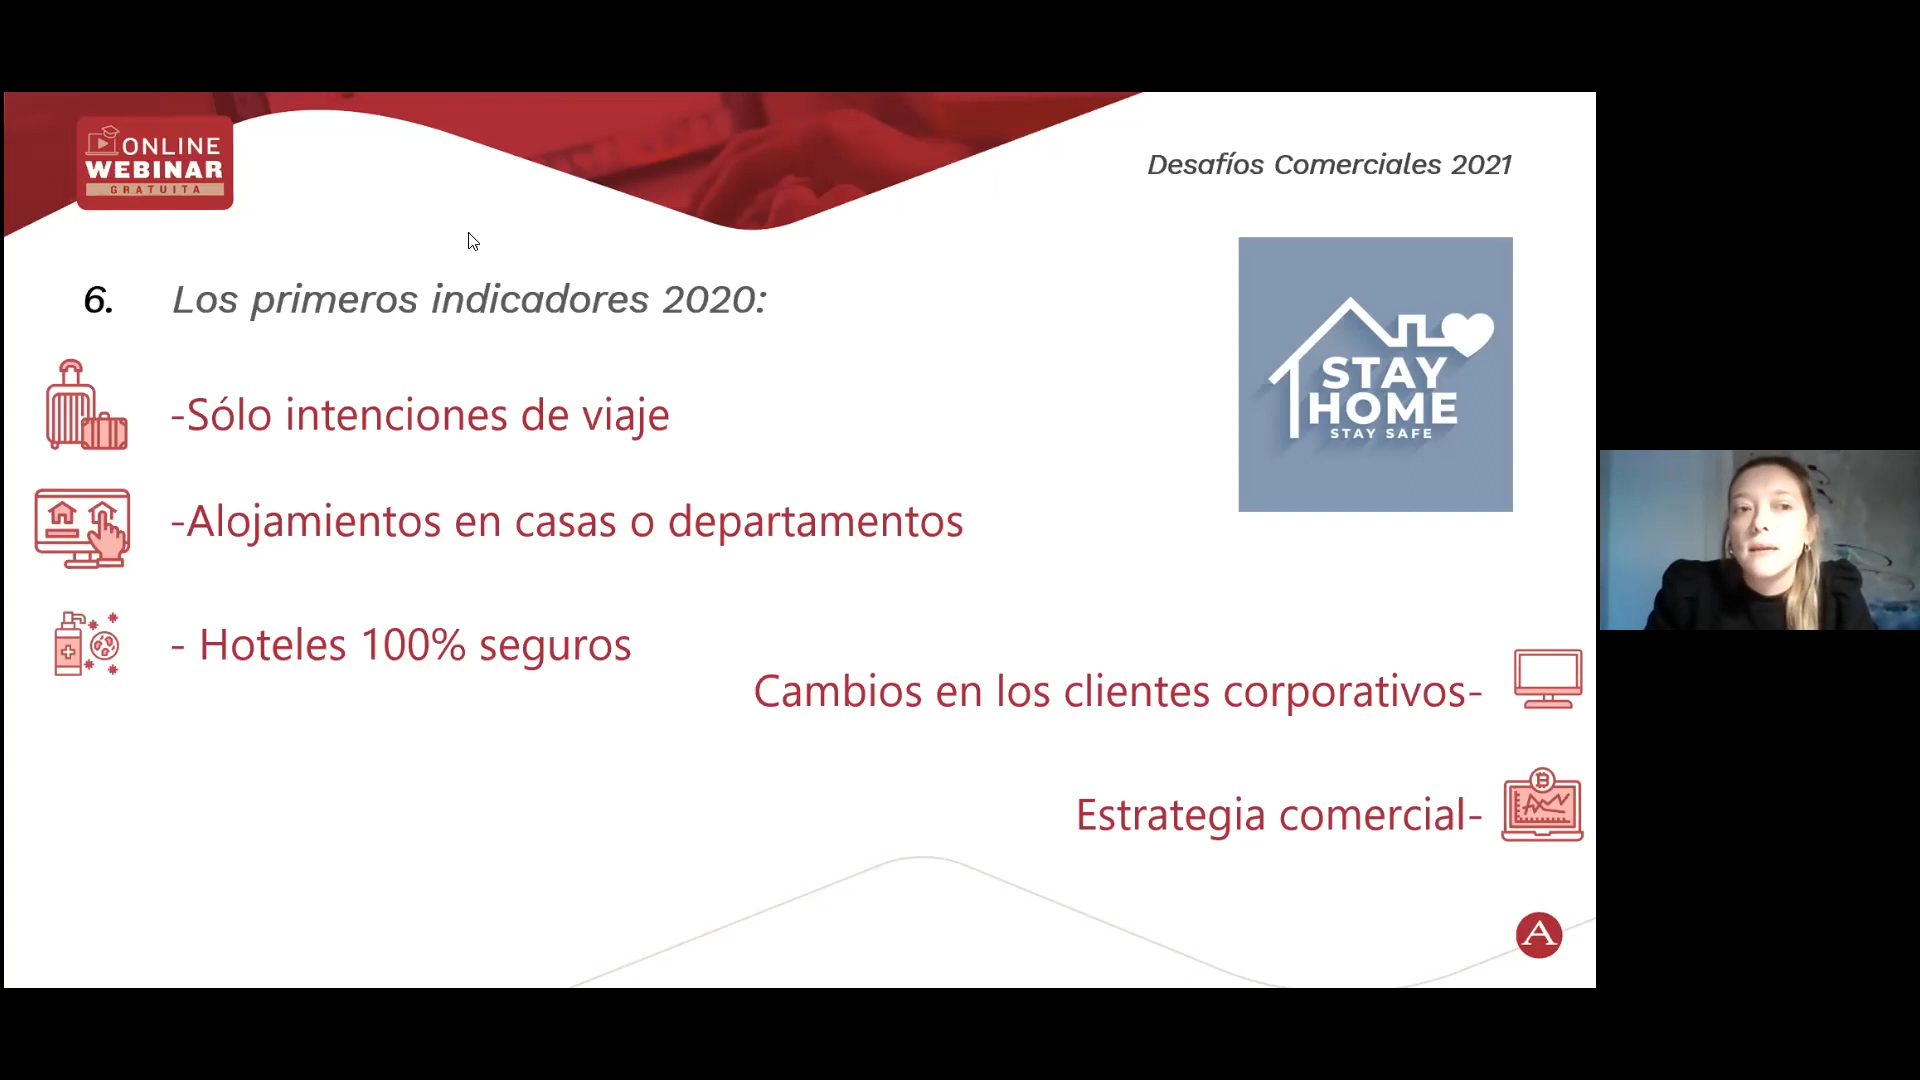 ONLINE
WEBINAR
GRATUITA
Desafíos Comerciales 2021
6. Los primeros indicadores 2020:
-Sólo intenciones de viaje
-Alojamientos en casas o departamentos
- Hoteles 100% seguros
STAY
HOME
STAY SAFE
Cambios en los clientes corporativos-
Estrategia comercial-
A